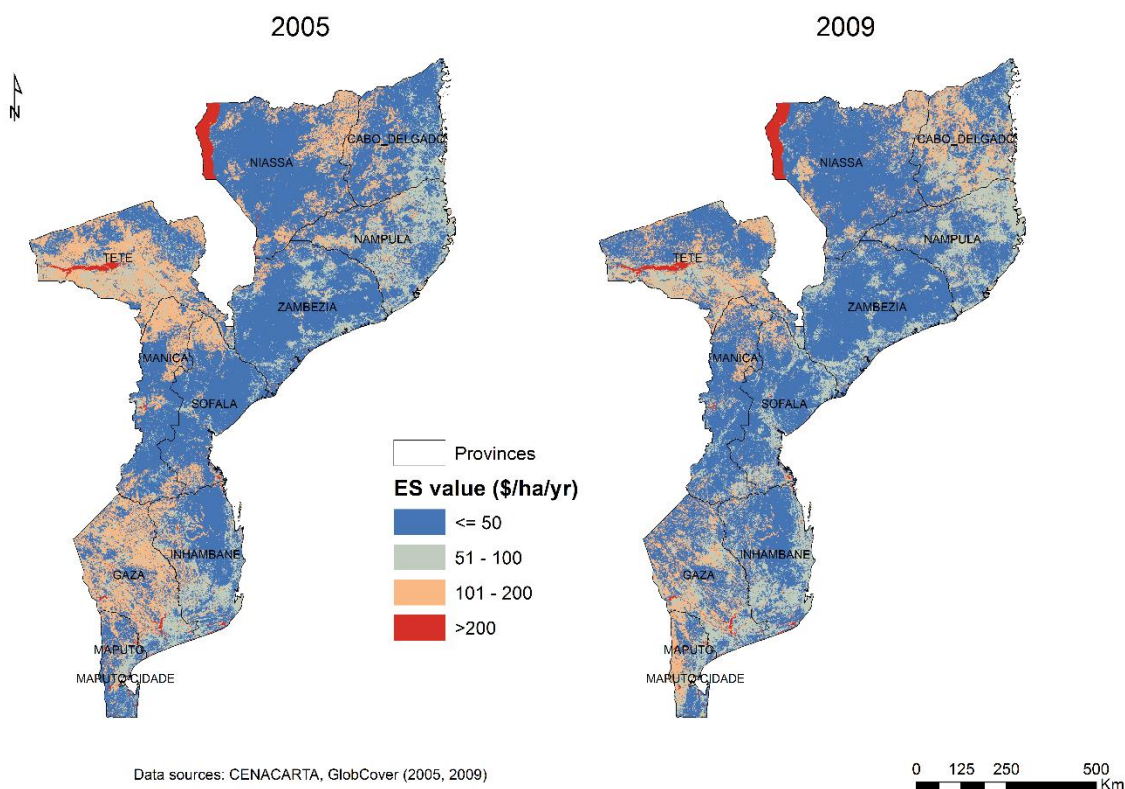 2005
2009
N
CABO_DELGADO
NIASSA
NAMPULA
TETE
ZAMBEZIA
MANICA
SOFALA
INHAMBANE
GAZA
MAPUTO
MAPUTO CIDADE
CABO_DELGADO
NIASSA
NAMPULA
TETE
ZAMBEZIA
MANICA
SOFALA
INHAMBANE
GAZA
MAPUTO
MAPUTO CIDADE
Provinces
ES value ($/ha/yr)
<= 50
51 - 100
101 - 200
>200
Data sources: CENACARTA, GlobCover (2005, 2009)
0 125 250 500
Km